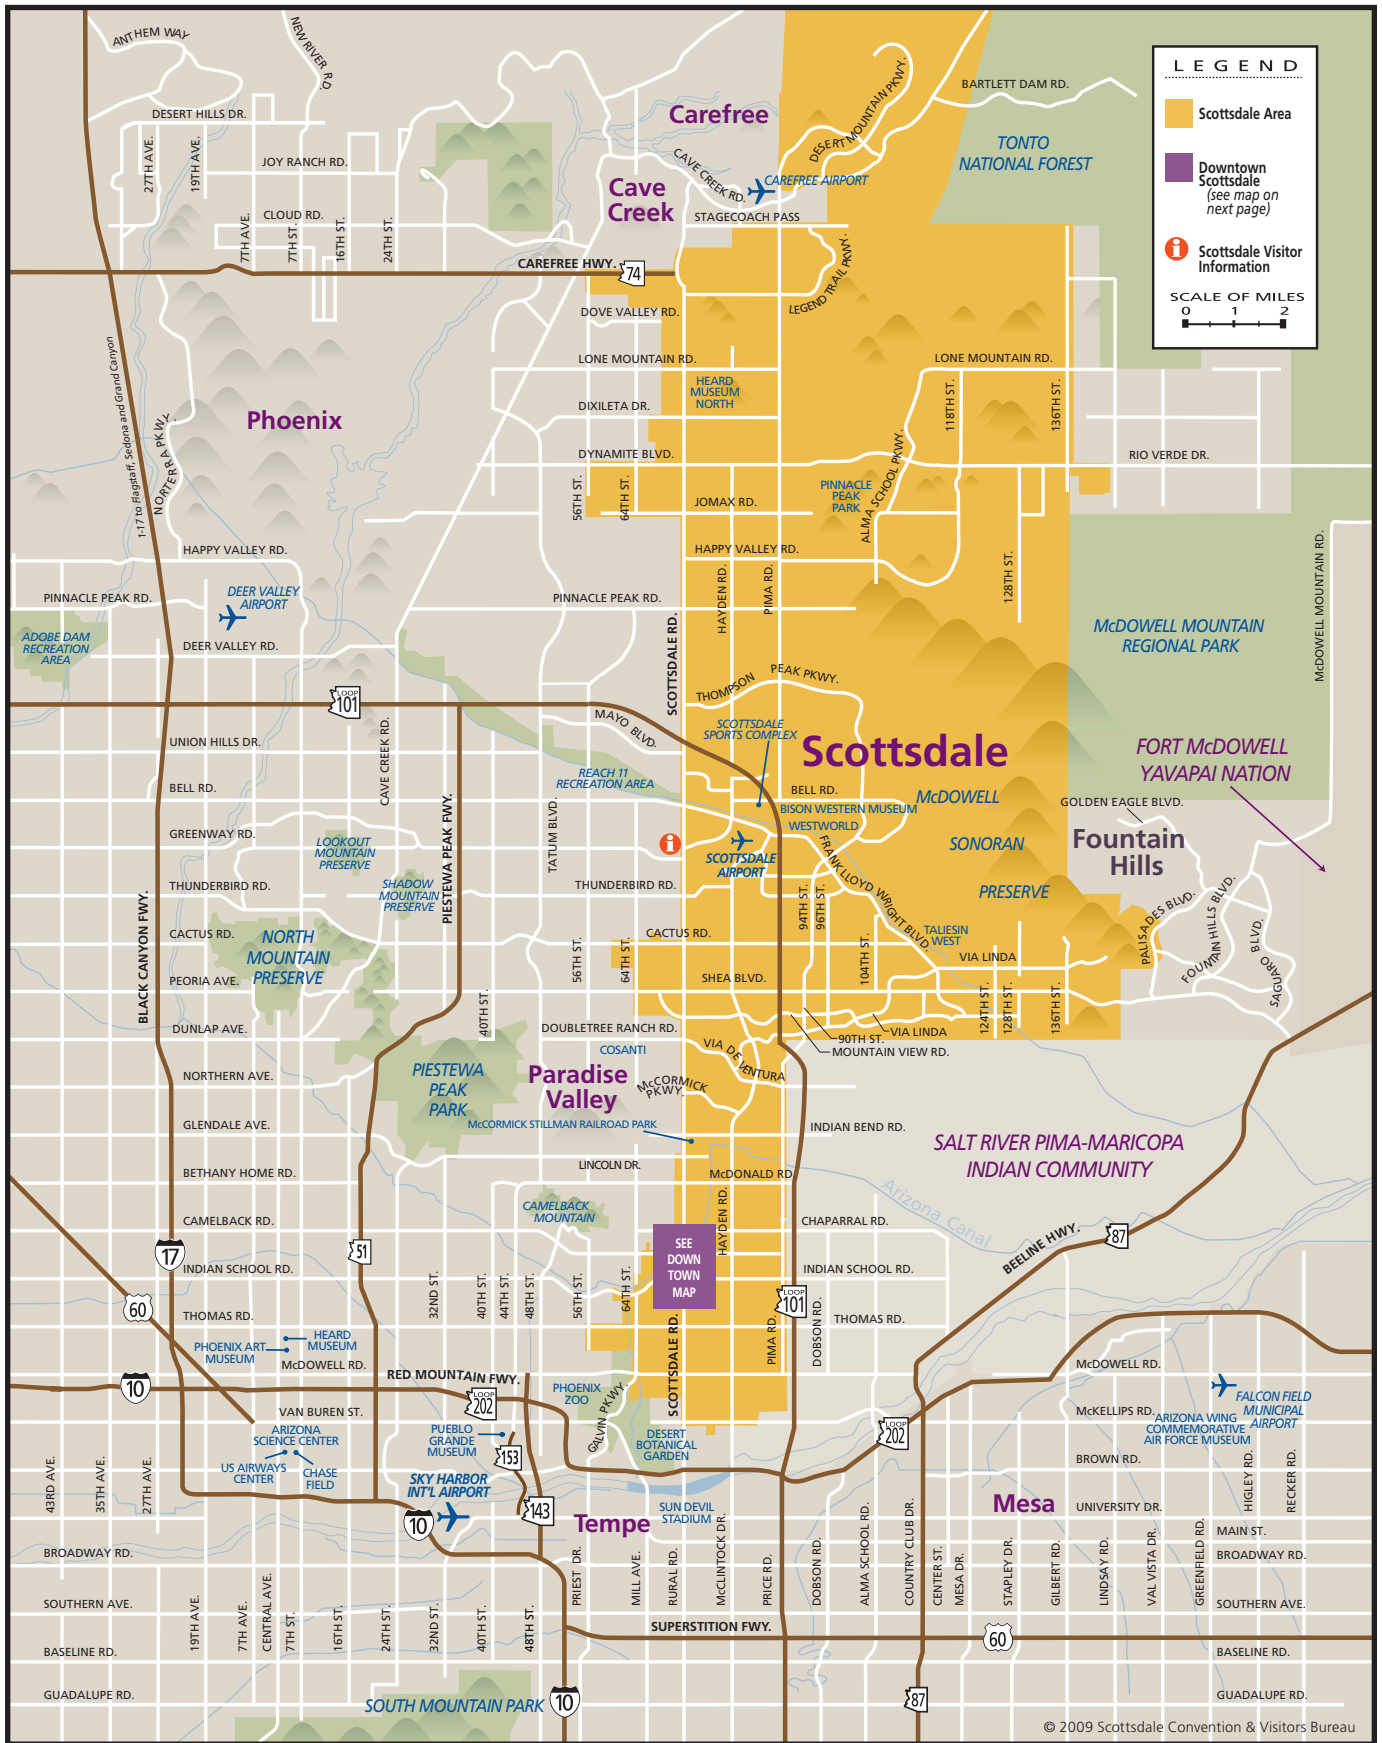 ANTHEM WAY
NEW RIVER RD.
DESERT HILLS DR.
27TH AVE.
19TH AVE.
JOY RANCH RD.
CLOUD RD.
7TH AVE.
7TH ST.
16TH ST.
24TH ST.
Carefree
Cave
Creek
CAVE CREEK RD.
CAREFREE AIRPORT
DESERT MOUNTAIN PKWY.
BARTLETT DAM RD.
TONTO
NATIONAL FOREST
STAGECOACH PASS
LEGEND
Scottsdale Area
Downtown
Scottsdale
(see map on
next page)
Scottsdale Visitor
Information
SCALE OF MILES
0 1 2
CAREFREE HWY.
74
LEGEND TRAIL PKWY.
DOVE VALLEY RD.
LONE MOUNTAIN RD.
LONE MOUNTAIN RD.
HEARD
MUSEUM
NORTH
DIXILETA DR.
118TH ST.
136TH ST.
1-17 to Flagstaff, Sedona and Grand Canyon
NORTERRA PKWY.
Phoenix
DYNAMITE BLVD.
RIO VERDE DR.
56TH ST.
64TH ST.
JOMAX RD.
PINNACLE
PEAK
PARK
ALMA SCHOOL PKWY.
HAPPY VALLEY RD.
HAPPY VALLEY RD.
HAYDEN RD.
PIMA RD.
128TH ST.
McDOWELL MOUNTAIN RD.
PINNACLE PEAK RD.
DEER VALLEY
AIRPORT
PINNACLE PEAK RD.
ADOBE DAM
RECREATION
AREA
DEER VALLEY RD.
SCOTTSDALE RD.
McDOWELL MOUNTAIN
REGIONAL PARK
LOOP
101
THOMPSON PEAK PKWY.
MAYO BLVD.
SCOTTSDALE
SPORTS COMPLEX
Scottsdale
UNION HILLS DR.
CAVE CREEK RD.
FORT McDOWELL
YAVAPAI NATION
REACH 11
RECREATION AREA
BELL RD.
BELL RD.
PIESTEWA PEAK FWY.
TATUM BLVD.
BISON WESTERN MUSEUM
WESTWORLD
McDOWELL
SONORAN
PRESERVE
GOLDEN EAGLE BLVD.
Fountain
Hills
GREENWAY RD.
LOOKOUT
MOUNTAIN
PRESERVE
SCOTTSDALE
AIRPORT
FRANK LLOYD WRIGHT BLVD.
THUNDERBIRD RD.
SHADOW
MOUNTAIN
PRESERVE
THUNDERBIRD RD.
94TH ST.
96TH ST.
BLACK CANYON FWY.
CACTUS RD.
NORTH
MOUNTAIN
PRESERVE
CACTUS RD.
56TH ST.
64TH ST.
104TH ST.
TALIESIN
WEST
VIA LINDA
PALISADES BLVD.
FOUNTAIN HILLS BLVD.
SAGUARO BLVD.
PEORIA AVE.
SHEA BLVD.
40TH ST.
124TH ST.
128TH ST.
136TH ST.
DUNLAP AVE.
DOUBLETREE RANCH RD.
VIA LINDA
90TH ST.
MOUNTAIN VIEW RD.
COSANTI
VIA DE VENTURA
NORTHERN AVE.
PIESTEWA
PEAK
PARK
Paradise
Valley
McCORMICK
PKWY.
McCORMICK STILLMAN RAILROAD PARK
GLENDALE AVE.
INDIAN BEND RD.
SALT RIVER PIMA-MARICOPA
INDIAN COMMUNITY
BETHANY HOME RD.
LINCOLN DR.
McDONALD RD.
Arizona Canal
CAMELBACK
MOUNTAIN
HAYDEN RD.
CAMELBACK RD.
CHAPARRAL RD.
BEELINE HWY.
87
17
51
SEE
DOWN
TOWN
MAP
INDIAN SCHOOL RD.
INDIAN SCHOOL RD.
60
32ND ST.
40TH ST.
44TH ST.
48TH ST.
56TH ST.
64TH ST.
LOOP
101
THOMAS RD.
DOBSON RD.
THOMAS RD.
PHOENIX ART
MUSEUM
HEARD
MUSEUM
McDOWELL RD.
SCOTTSDALE RD.
PIMA RD.
McDOWELL RD.
10
RED MOUNTAIN FWY.
LOOP
202
PHOENIX
ZOO
GALVIN PKWY.
FALCON FIELD
MUNICIPAL
AIRPORT
VAN BUREN ST.
McKELLIPS RD.
ARIZONA WING
COMMEMORATIVE
AIR FORCE MUSEUM
ARIZONA
SCIENCE CENTER
PUEBLO
GRANDE
MUSEUM
DESERT
BOTANICAL
GARDEN
LOOP
202
BROWN RD.
43RD AVE.
35TH AVE.
27TH AVE.
US AIRWAYS
CENTER
CHASE
FIELD
153
SKY HARBOR
INT'L AIRPORT
HIGLEY RD.
RECKER RD.
10
143
Tempe
SUN DEVIL
STADIUM
Mesa
UNIVERSITY DR.
MAIN ST.
BROADWAY RD.
BROADWAY RD.
PRIEST DR.
MILL AVE.
RURAL RD.
McCLINTOCK DR.
PRICE RD.
DOBSON RD.
ALMA SCHOOL RD.
COUNTRY CLUB DR.
CENTER ST.
MESA DR.
STAPLEY DR.
GILBERT RD.
LINDSAY RD.
VAL VISTA DR.
GREENFIELD RD.
SOUTHERN AVE.
SOUTHERN AVE.
19TH AVE.
7TH AVE.
CENTRAL AVE.
7TH ST.
16TH ST.
24TH ST.
32ND ST.
40TH ST.
48TH ST.
SUPERSTITION FWY.
60
BASELINE RD.
BASELINE RD.
GUADALUPE RD.
SOUTH MOUNTAIN PARK
10
87
GUADALUPE RD.
© 2009 Scottsdale Convention & Visitors Bureau